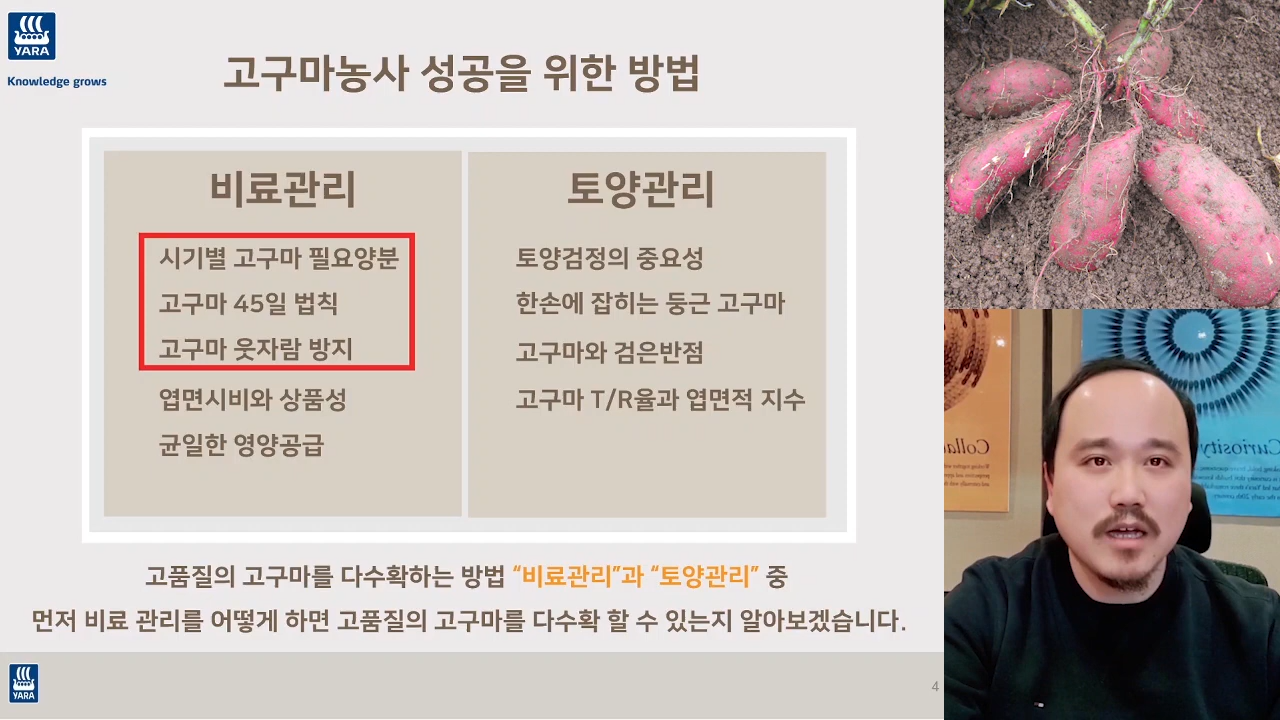 YARA
Knowledge grows
고구마농사 성공을 위한 방법
비료관리
시기별 고구마 필요양분
고구마 45일 법칙
고구마 웃자람 방지
엽면시비와 상품성
균일한 영양공급
토양관리
토양검정의 중요성
한손에 잡히는 둥근 고구마
고구마와 검은반점
고구마 T/R율과 엽면적 지수
고품질의 고구마를 다수확하는 방법 “비료관리”과 “토양관리” 중
먼저 비료 관리를 어떻게 하면 고품질의 고구마를 다수확 할 수 있는지 알아보겠습니다.
YARA
4
Curiosity